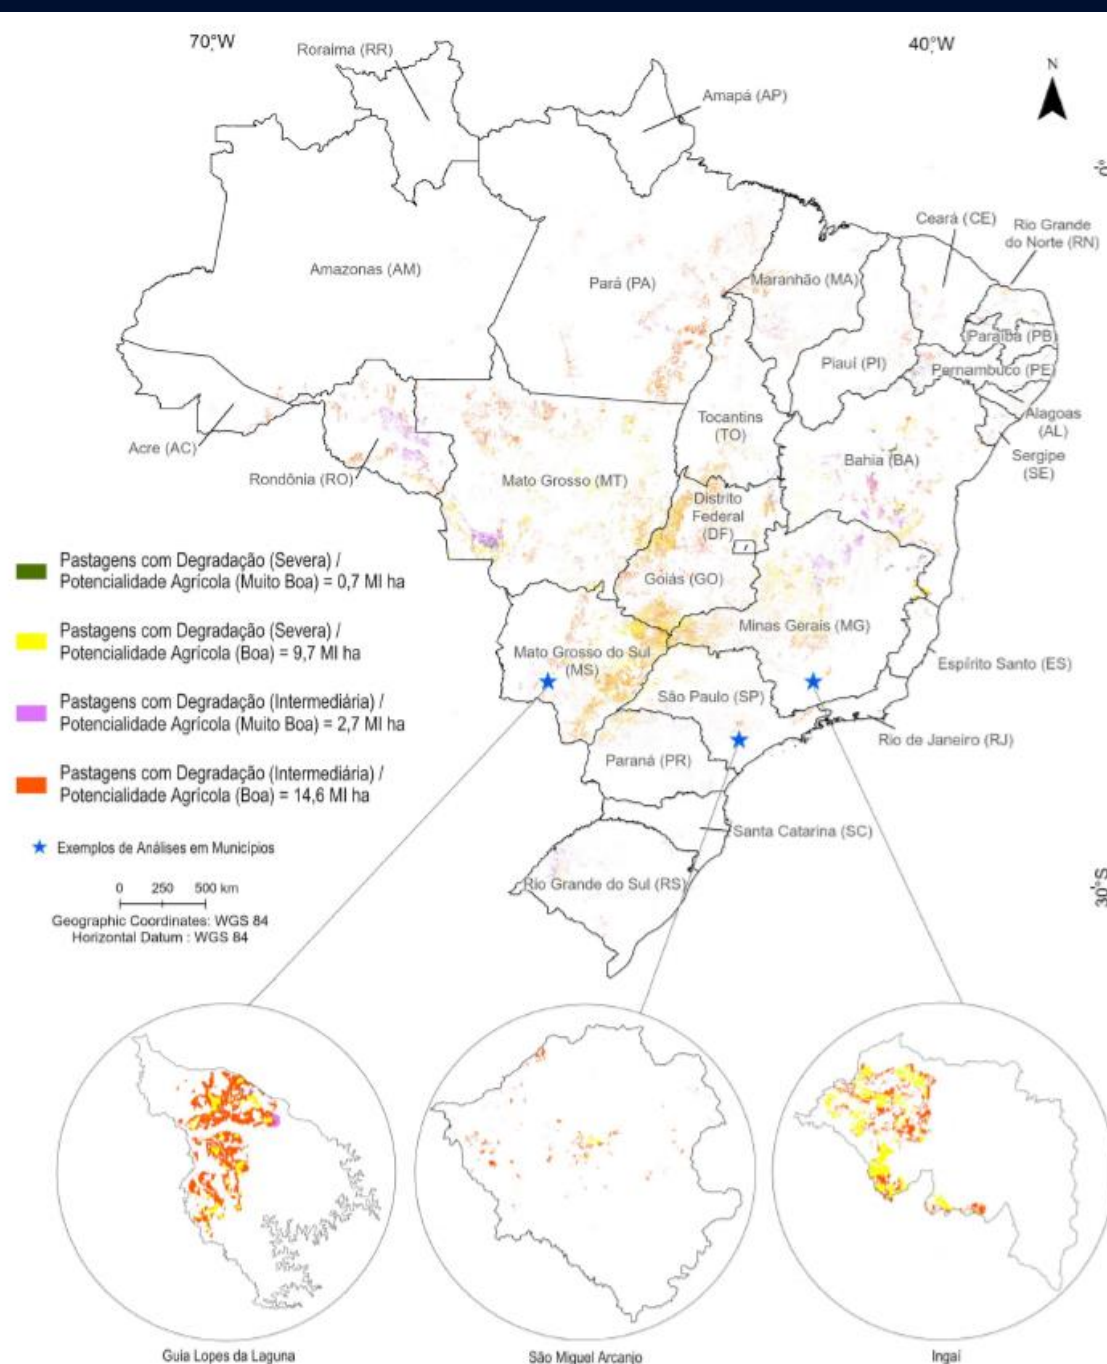 70°W
40°W
Roraima (RR)
N
Amapá (AP)
0°
Ceará (CE)
Rio Grande
do Norte (RN)
Amazonas (AM)
Pará (PA)
Maranhão (MA)
Paraíba (PB)
Piauí (PI)
Pernambuco (PE)
Acre (AC)
Tocantins
(TO)
Alagoas
(AL)
Rondônia (RO)
Mato Grosso (MT)
Bahia (BA)
Sergipe
(SE)
Distrito
Federal
(DF)
Goiás (GO)
Minas Gerais (MG)
Mato Grosso do Sul
(MS)
Espírito Santo (ES)
São Paulo (SP)
Rio de Janeiro (RJ)
Paraná (PR)
Santa Catarina (SC)
Rio Grande do Sul (RS)
30°S
Pastagens com Degradação (Severa) /
Potencialidade Agrícola (Muito Boa) = 0,7 MI ha
Pastagens com Degradação (Severa) /
Potencialidade Agrícola (Boa) = 9,7 MI ha
Pastagens com Degradação (Intermediária) /
Potencialidade Agrícola (Muito Boa) = 2,7 MI ha
Pastagens com Degradação (Intermediária) /
Potencialidade Agrícola (Boa) = 14,6 MI ha
Exemplos de Análises em Municípios
0 250 500 km
Geographic Coordinates: WGS 84
Horizontal Datum : WGS 84
Guia Lopes da Laguna
São Miguel Arcanjo
Ingaí